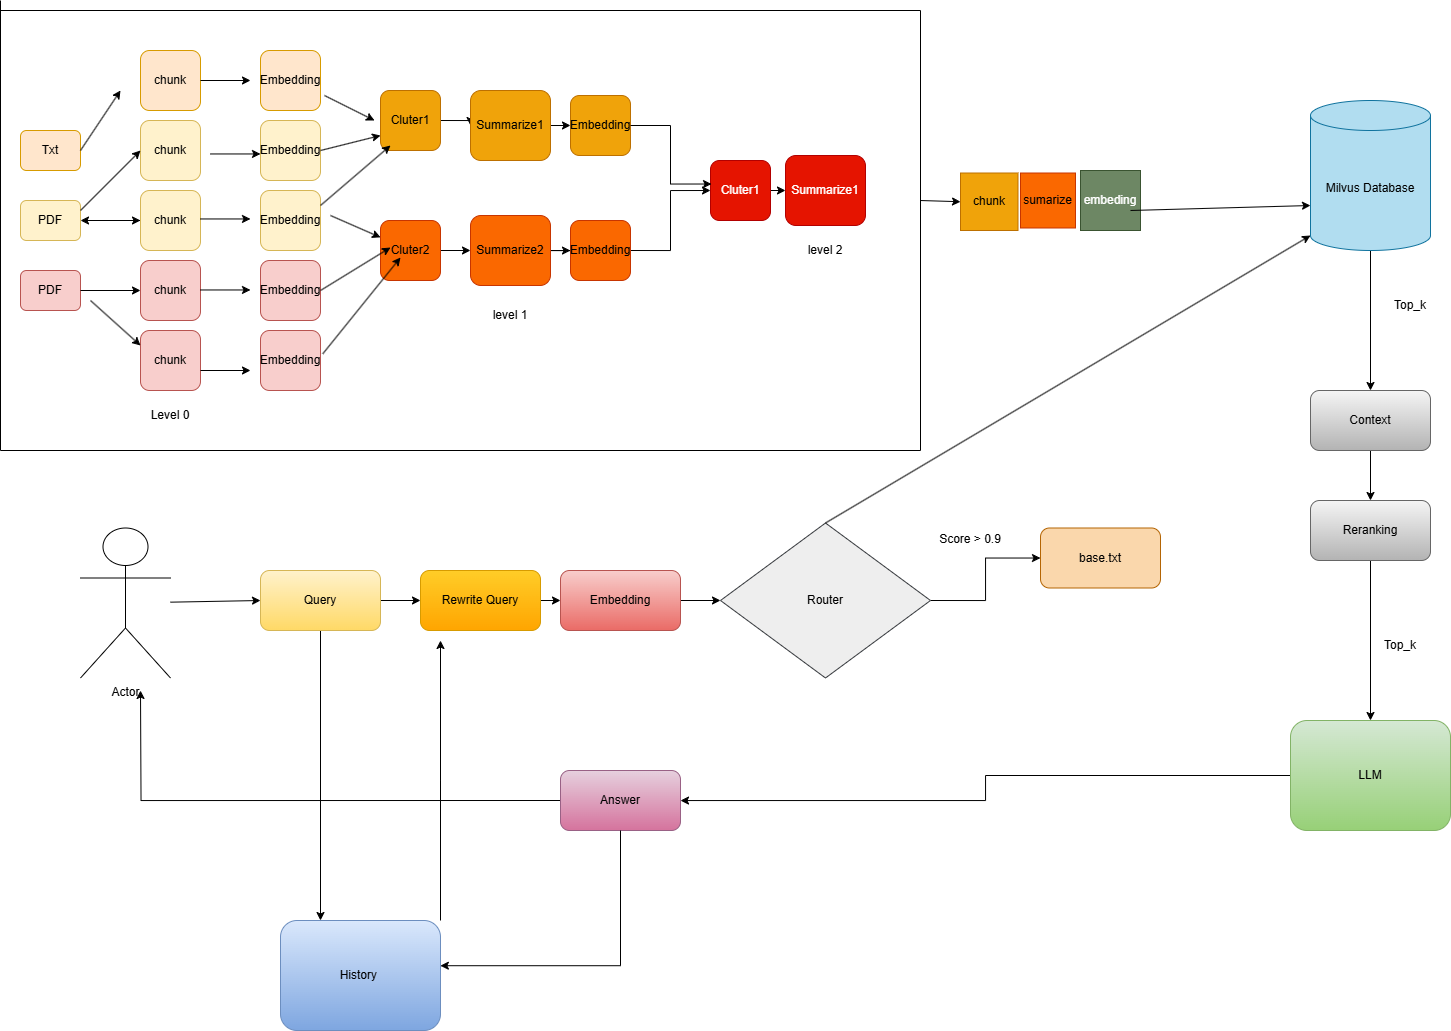 chunk
Embedding
Txt
chunk
Embedding
Cluter1
Summarize1
Embedding
PDF
chunk
Embedding
Cluter2
Summarize2
Embedding
PDF
chunk
Embedding
chunk
Embedding
Level 0
level 1
Cluter1
Summarize1
level 2
chunk
sumarize
embeding
Milvus Database
Top_k
Context
Reranking
Top_k
LLM
Actor
Query
Rewrite Query
Embedding
Router
Score > 0.9
base.txt
Answer
History